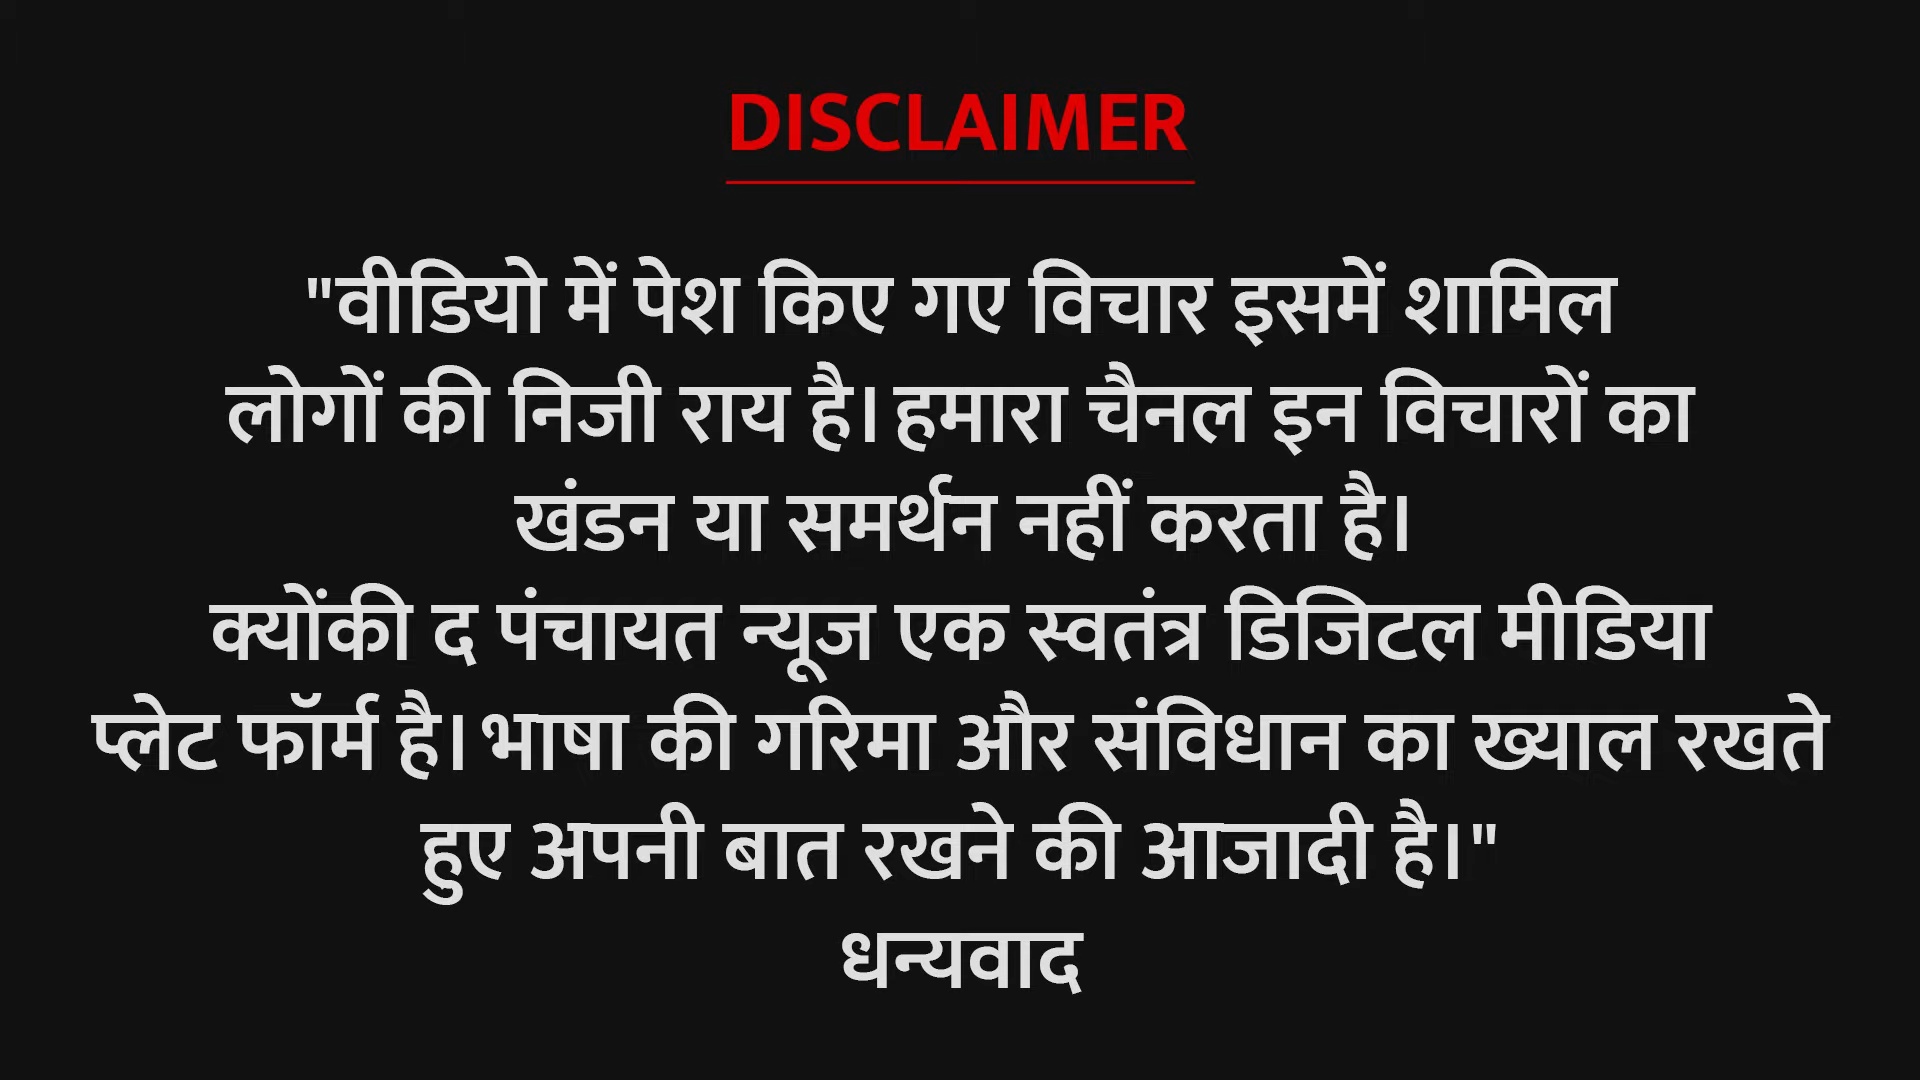 DISCLAIMER
"वीडियो में पेश किए गए विचार इसमें शामिल
लोगों की निजी राय है। हमारा चैनल इन विचारों का
खंडन या समर्थन नहीं करता है।
क्योंकी द पंचायत न्यूज एक स्वतंत्र डिजिटल मीडिया
प्लेट फॉर्म है। भाषा की गरिमा और संविधान का ख्याल रखते
हुए अपनी बात रखने की आजादी है।"
धन्यवाद